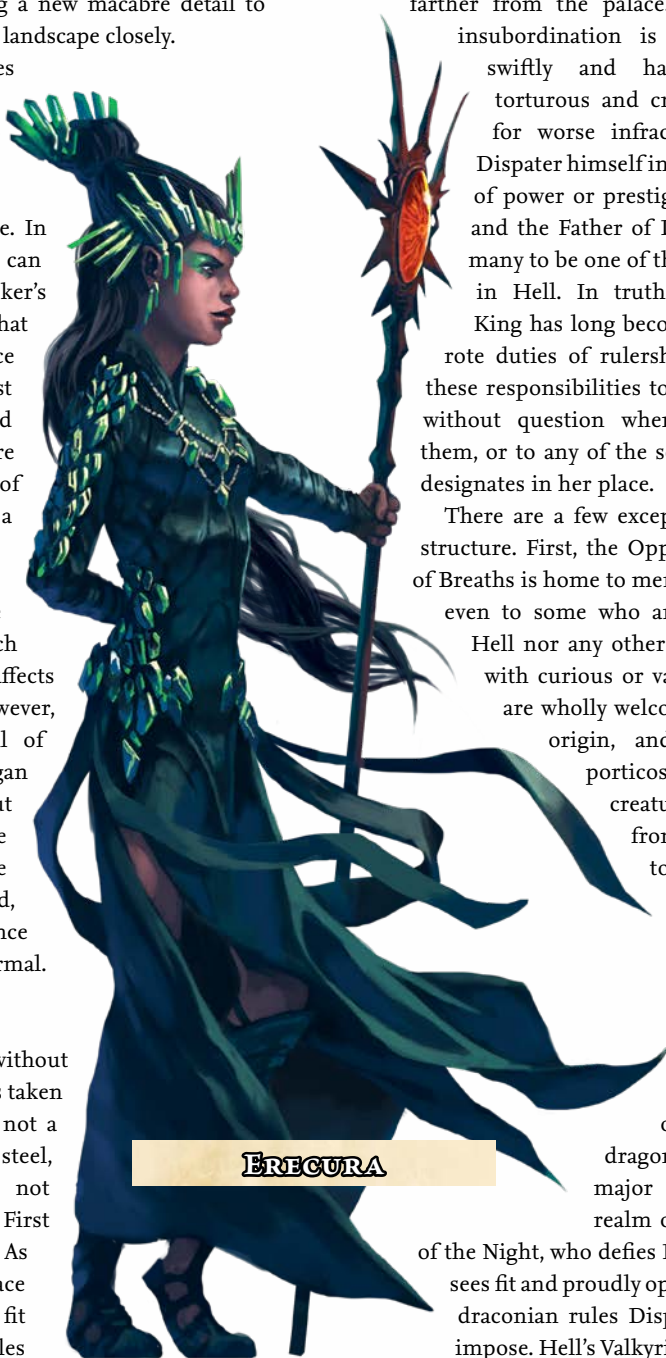 g a new macabre detail to
landscape closely.
es
e. In
can
ker's
hat
ce
st
d
re
of
a
ch
ffects
wever,
l of
gan
ut
e
e
d,
nce
rmal.
without
s taken
not a
steel,
not
First
As
ace
fit
les
Erecura
farther from the palace
insubordination is
swiftly and ha
torturous and cr
for worse infrac
Dispater himself in
of power or prestig
and the Father of D
many to be one of th
in Hell. In truth
King has long beco
rote duties of rulersh
these responsibilities to
without question when
them, or to any of the s
designates in her place.
There are a few excep
structure. First, the Opp
of Breaths is home to mer
even to some who ar
Hell nor any other
with curious or va
are wholly welco
origin, and
porticos
creatu
from
to
dragon
major
realm o
of the Night, who defies D
sees fit and proudly op
draconian rules Disp
impose. Hell's Valkyri